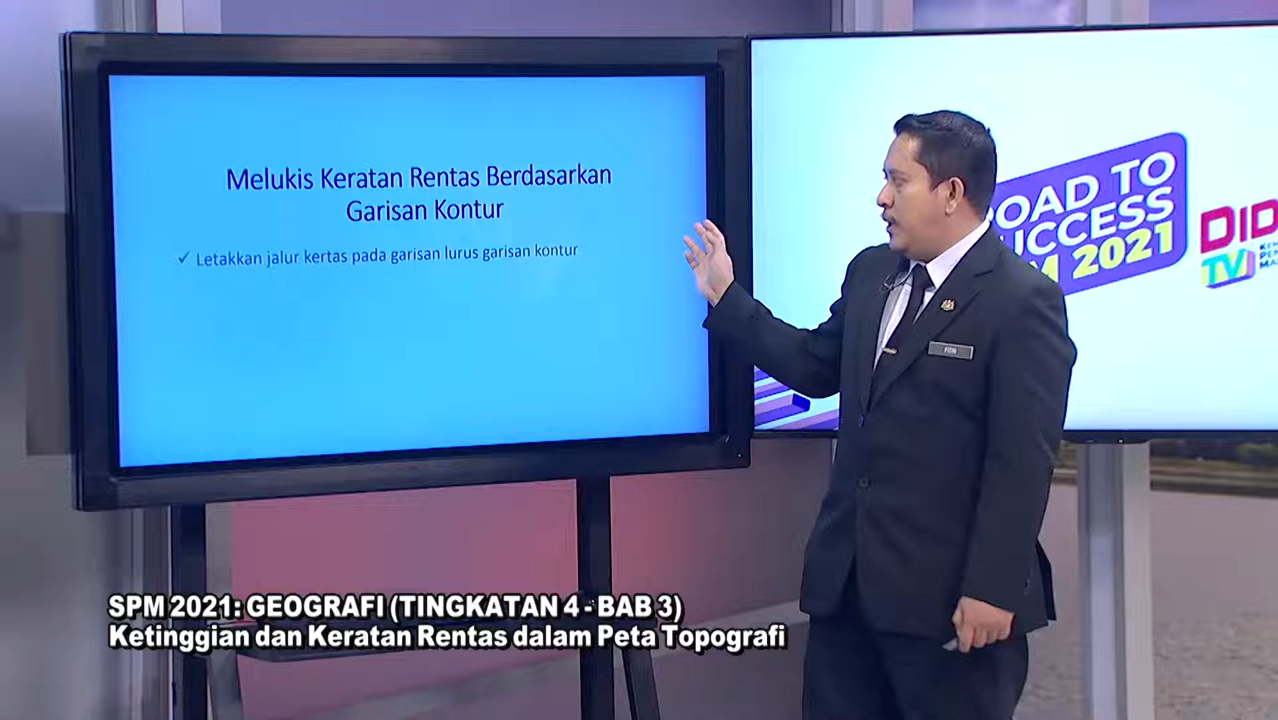 Melukis Keratan Rentas Berdasarkan
Garisan Kontur
✓ Letakkan jalur kertas pada garisan lurus garisan kontur
ROAD TO
SUCCESS
2021
DID
TV
SPM 2021: GEOGRAFI (TINGKATAN 4 - BAB 3)
Ketinggian dan Keratan Rentas dalam Peta Topografi